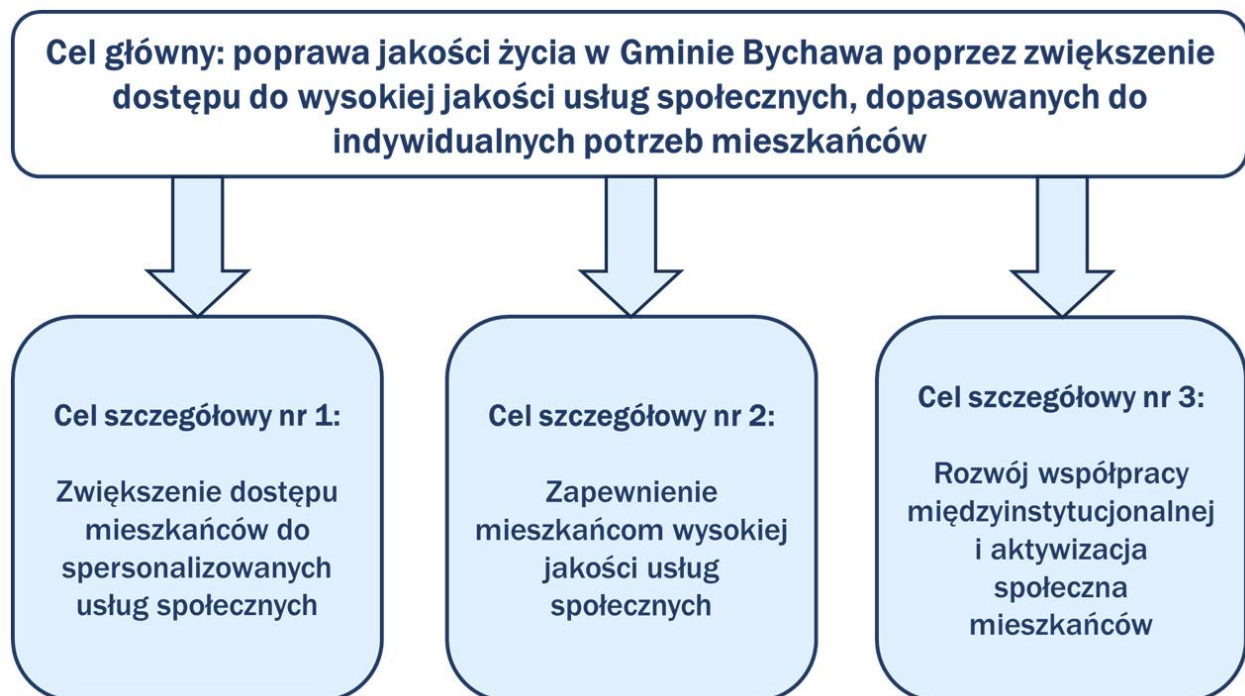 Cel główny: poprawa jakości życia w Gminie Bychawa poprzez zwiększenie
dostępu do wysokiej jakości usług społecznych, dopasowanych do
indywidualnych potrzeb mieszkańców
Cel szczegółowy nr 1:
Zwiększenie dostępu
mieszkańców do
spersonalizowanych
usług społecznych
Cel szczegółowy nr 2:
Zapewnienie
mieszkańcom wysokiej
jakości usług
społecznych
Cel szczegółowy nr 3:
Rozwój współpracy
międzyinstytucjonalnej
i aktywizacja
społeczna
mieszkańców